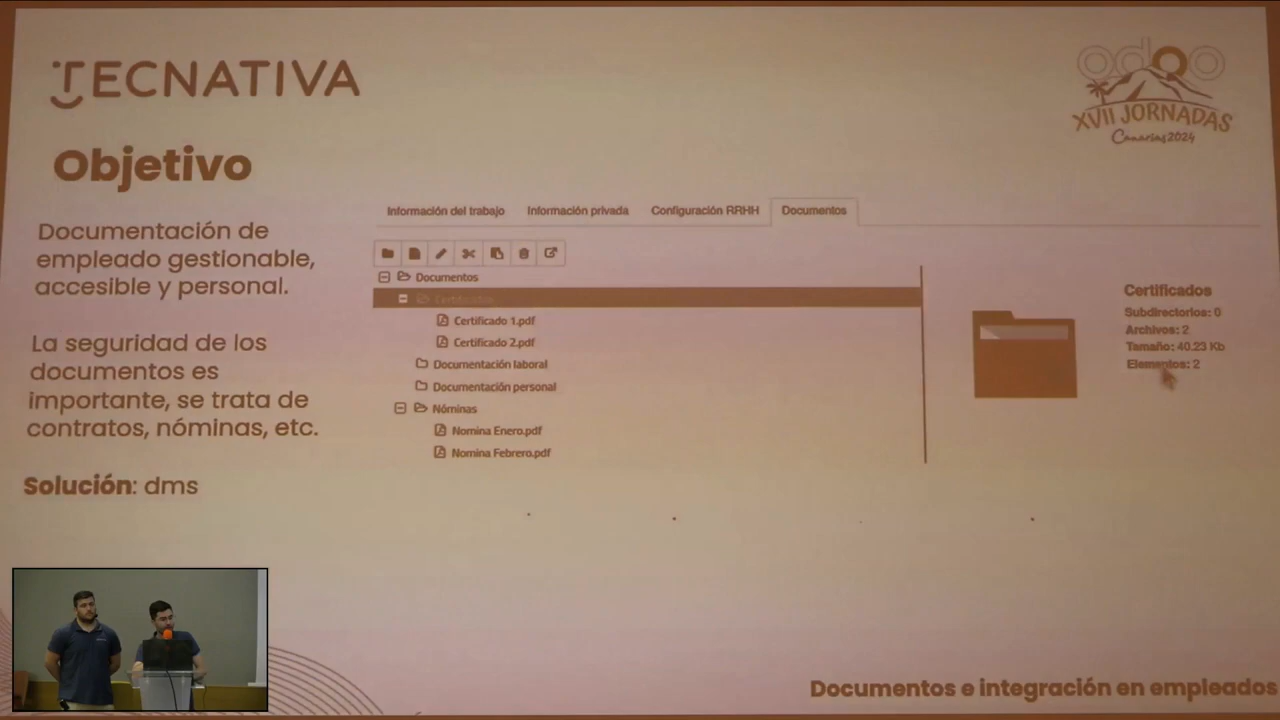 TECNATIVA
odoo
XVII JORNADAS
Canarias 2024
Objetivo
Documentación de
empleado gestionable,
accesible y personal.
La seguridad de los
documentos es
importante, se trata de
contratos, nóminas, etc.
Solución: dms
Información del trabajo
Información privada
Configuración RRHH
Documentos
Documentos
Certificados
Certificado 1.pdf
Certificado 2.pdf
Documentación laboral
Documentación personal
Nóminas
Nomina Enero.pdf
Nomina Febrero.pdf
Certificados
Subdirectorios: 0
Archivos: 2
Tamaño: 40.23 Kb
Elementos: 2
Documentos e integración en empleados